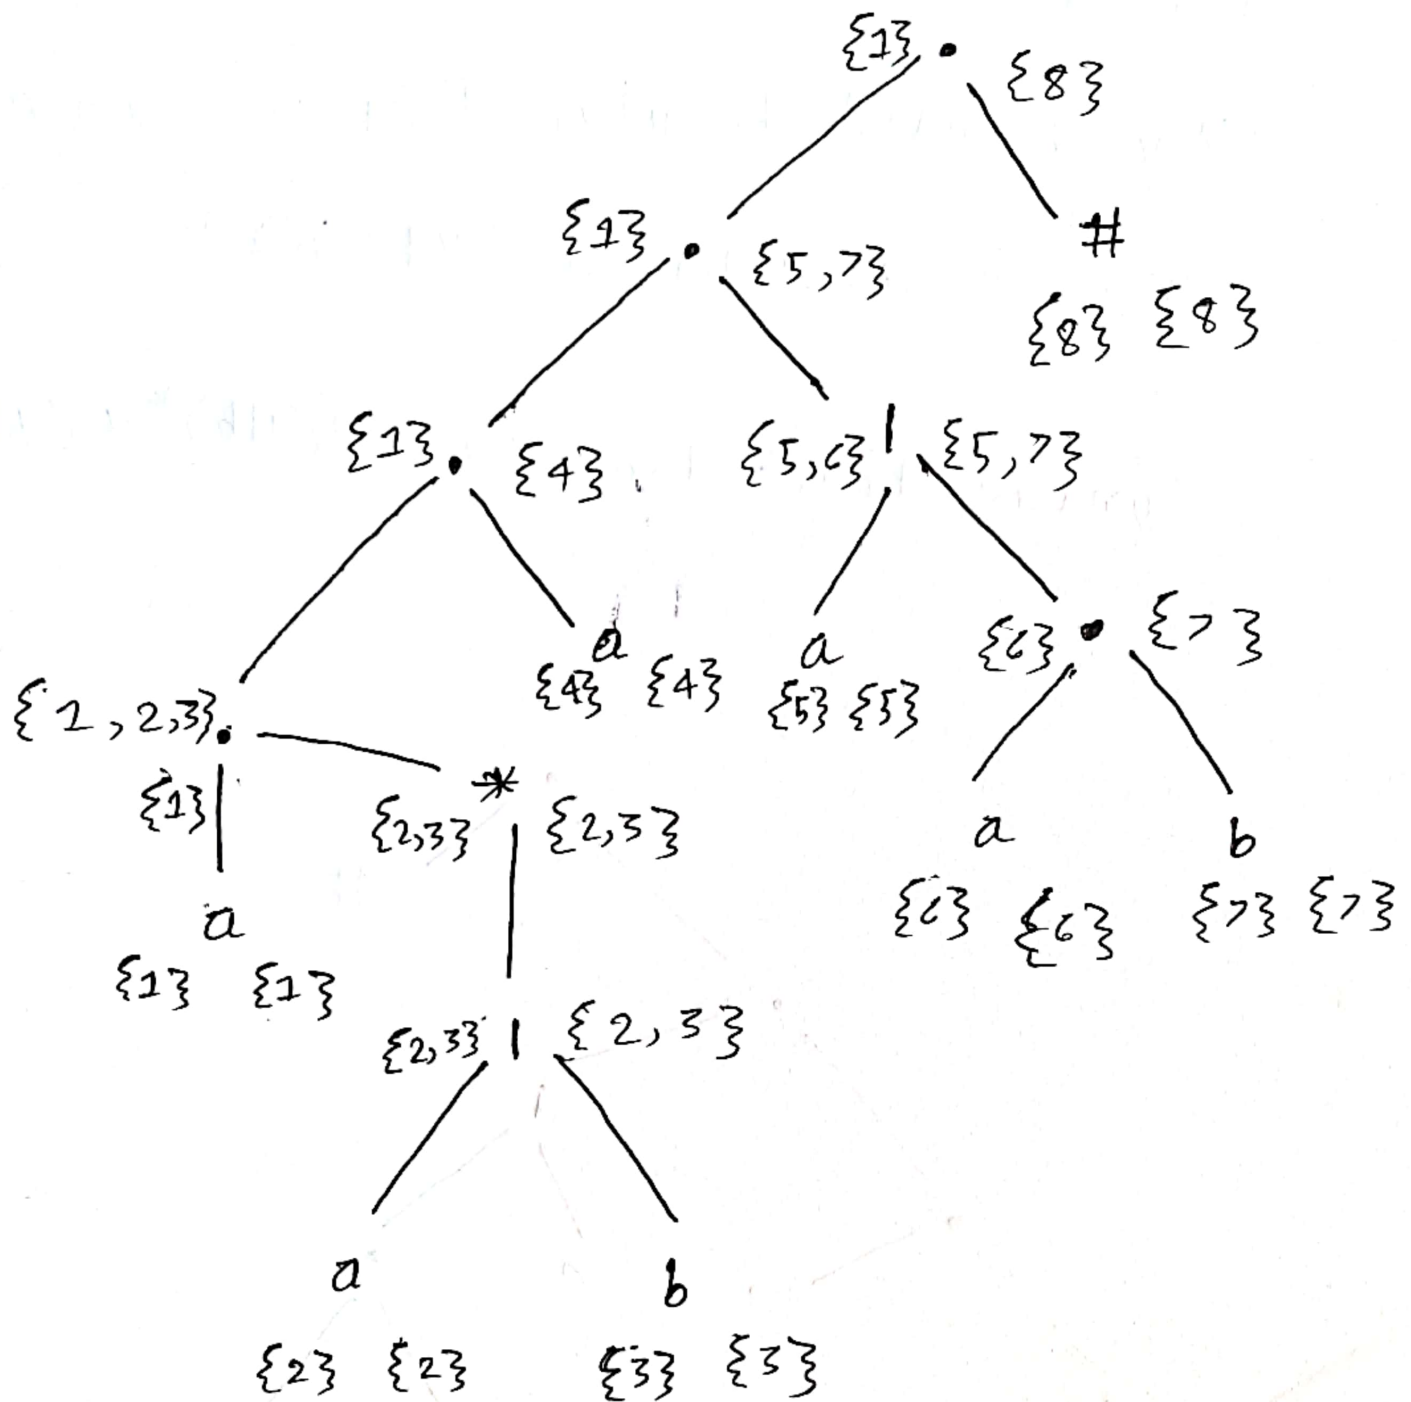 {1} • {8}
{1} • {5,7} #
{8} {8}
{1} • {4} {5,6} | {5,7}
a a {6} • {7}
{4} {4} {5} {5}
{1,2,3} • *
{1} {2,3} {2,3} a b
a {6} {6} {7} {7}
{1} {1}
{2,3} | {2,3}
a b
{2} {2} {3} {3}